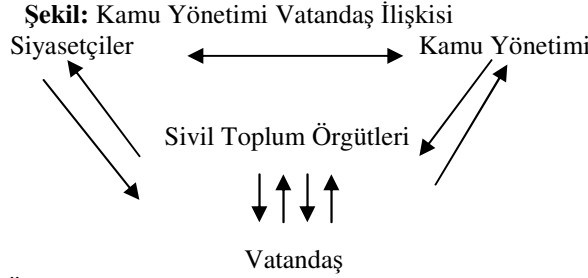 Şekil: Kamu Yönetimi Vatandaş İlişkisi
Siyasetçiler Kamu Yönetimi
Sivil Toplum Örgütleri
Vatandaş